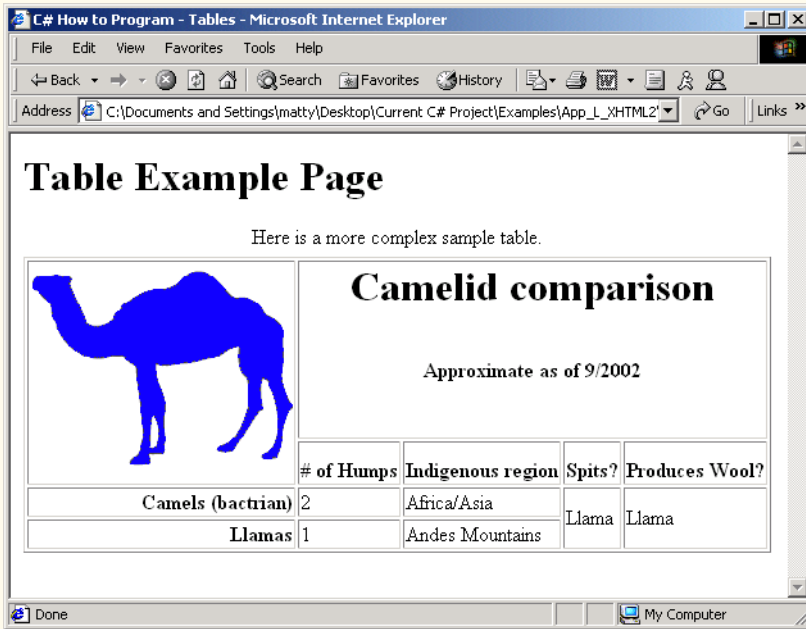 C# How to Program - Tables - Microsoft Internet Explorer
File Edit View Favorites Tools Help
Back Search Favorites History
Address C:\Documents and Settings\matty\Desktop\Current C# Project\Examples\App_L_XHTML2' Go Links »
Table Example Page
Here is a more complex sample table.
Camelid comparison
Approximate as of 9/2002
# of Humps Indigenous region Spits? Produces Wool?
Camels (bactrian) 2 Africa/Asia Llama Llama
Llamas 1 Andes Mountains
Done My Computer